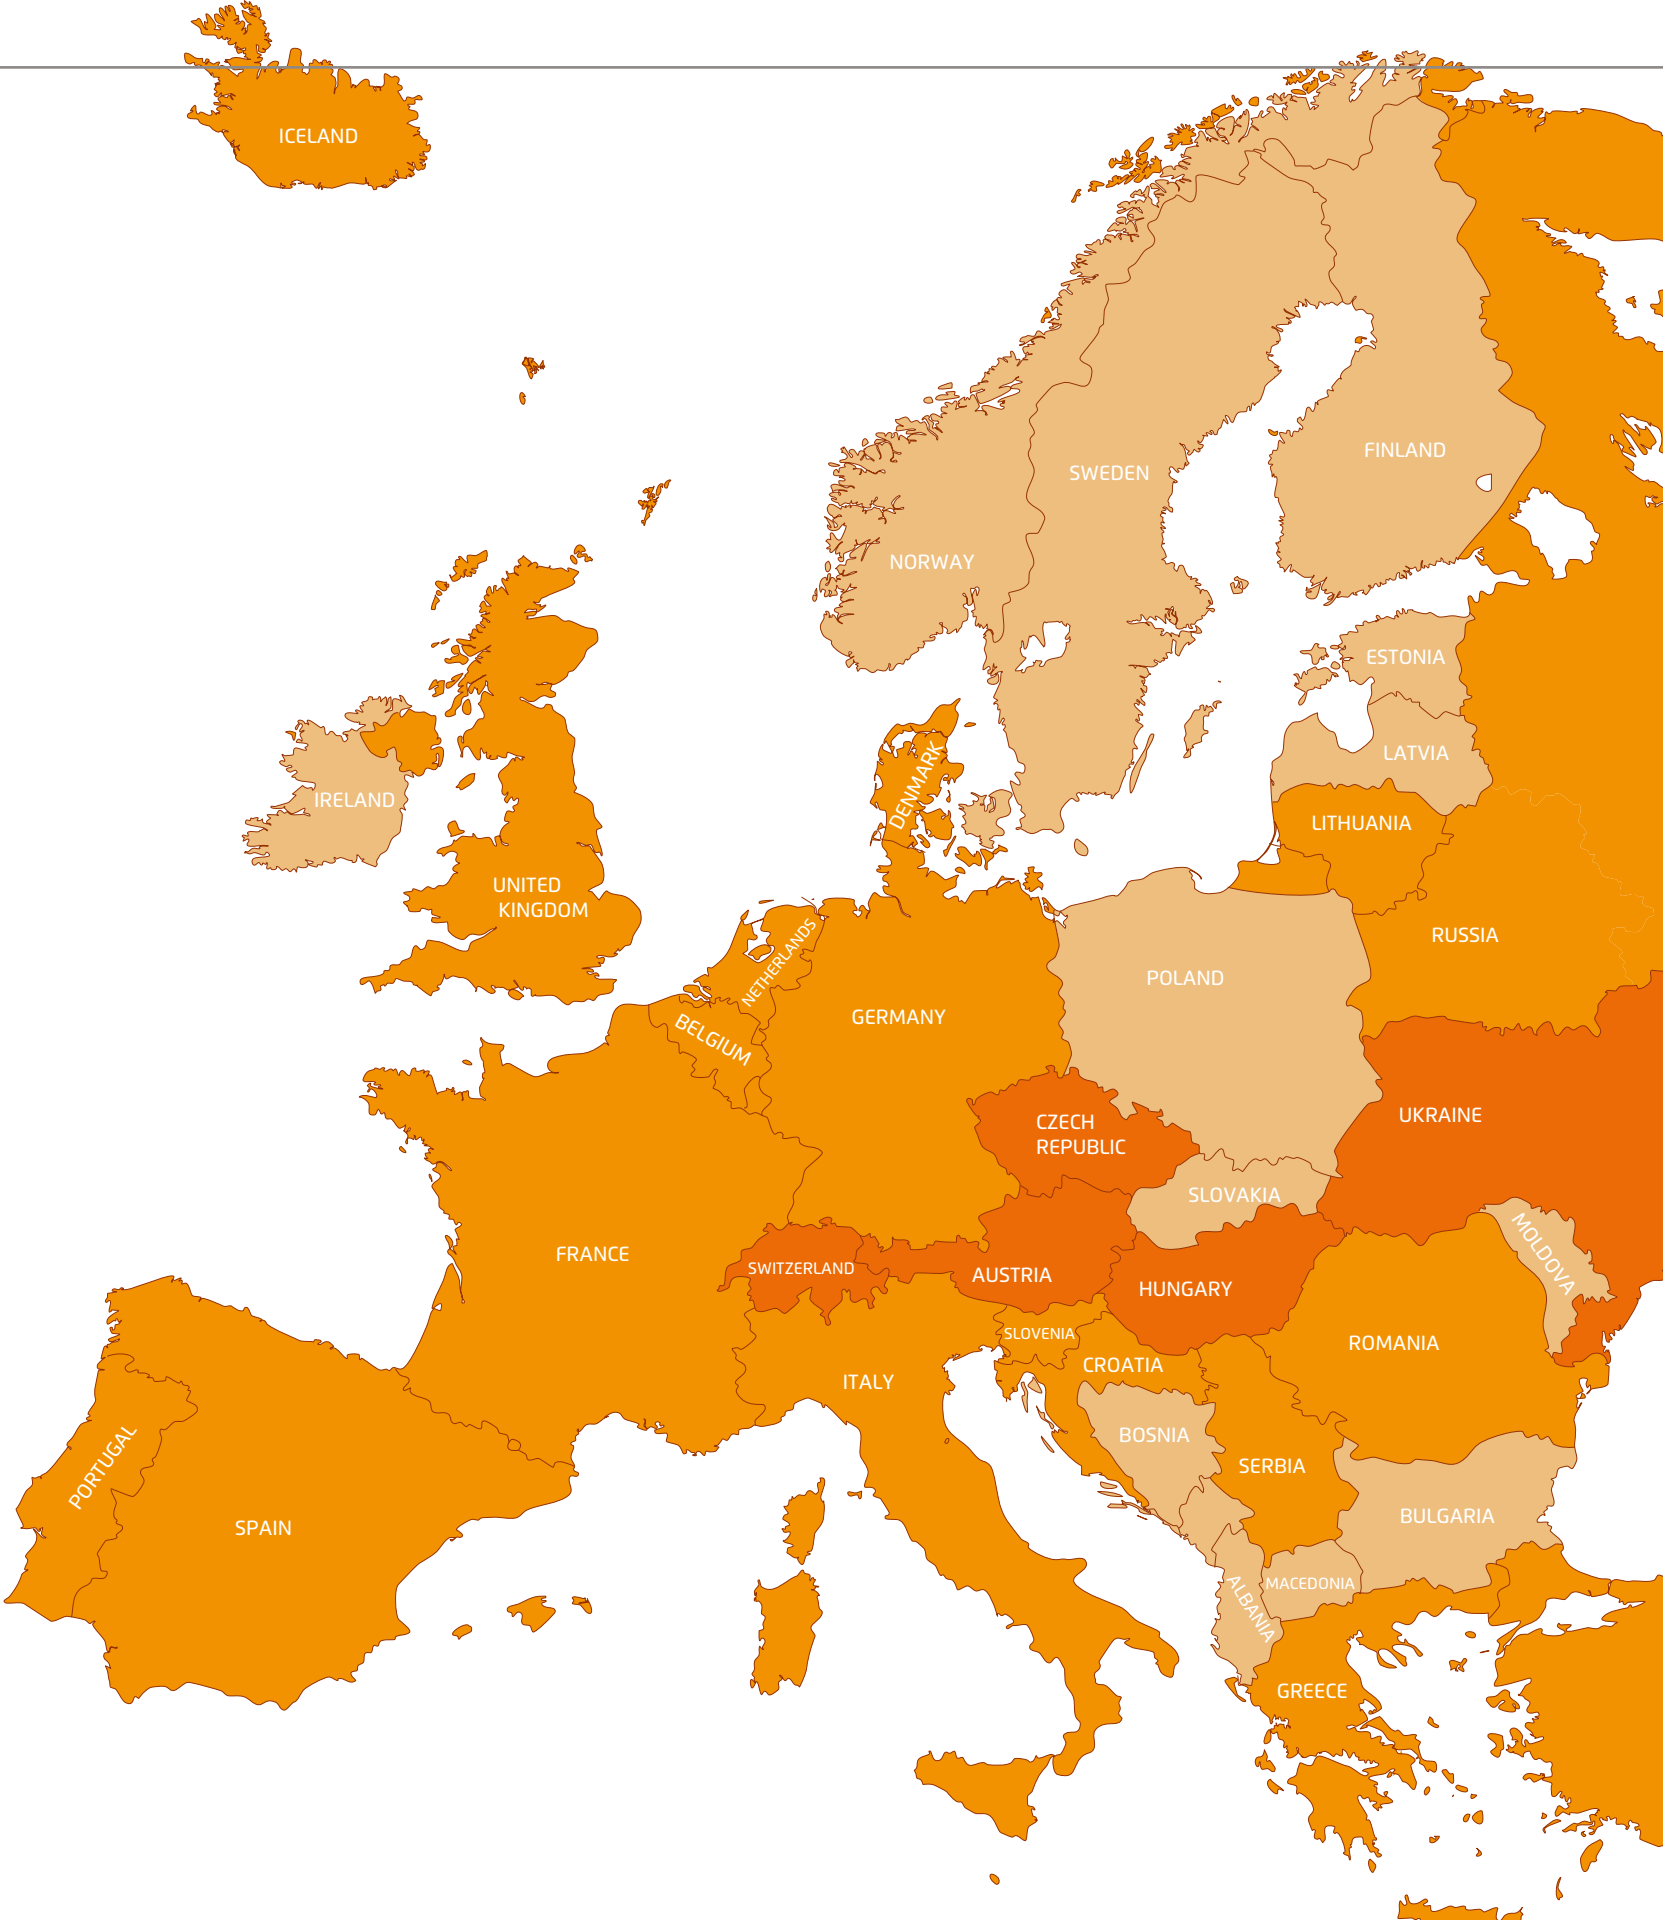 ICELAND
FINLAND
SWEDEN
NORWAY
ESTONIA
LATVIA
DENMARK
IRELAND
LITHUANIA
UNITED
KINGDOM
RUSSIA
NETHERLANDS
POLAND
GERMANY
BELGIUM
UKRAINE
CZECH
REPUBLIC
SLOVAKIA
MOLDOVA
FRANCE
SWITZERLAND
AUSTRIA
HUNGARY
SLOVENIA
ROMANIA
CROATIA
ITALY
BOSNIA
PORTUGAL
SERBIA
BULGARIA
SPAIN
MACEDONIA
ALBANIA
GREECE